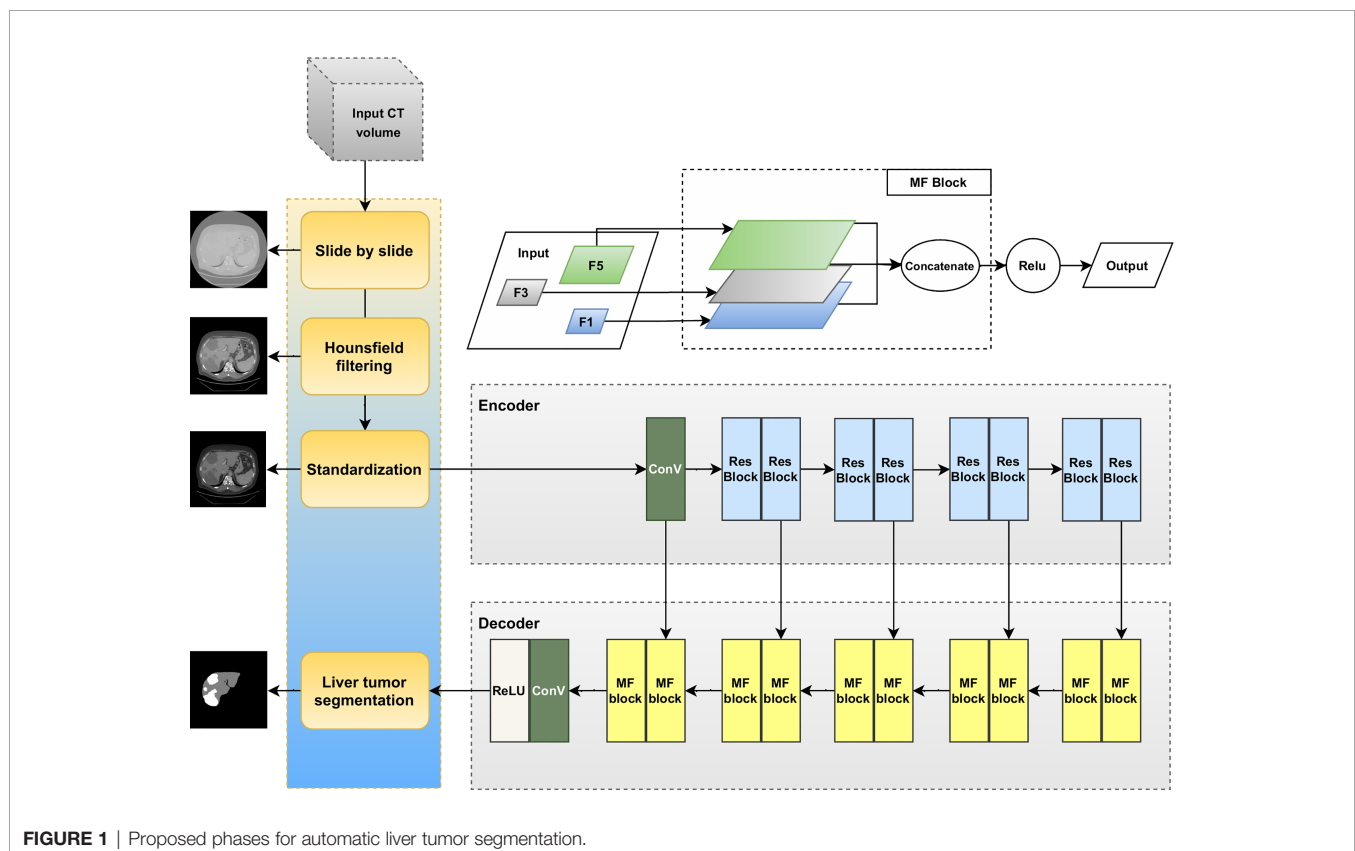 Input CT
volume
Slide by slide
Hounsfield
filtering
Standardization
Liver tumor
segmentation
MF Block
Input
F5
F3
F1
Concatenate
Relu
Output
Encoder
ConV
Res
Block
Res
Block
Res
Block
Res
Block
Res
Block
Res
Block
Res
Block
Res
Block
Decoder
ReLU
ConV
MF
block
MF
block
MF
block
MF
block
MF
block
MF
block
MF
block
MF
block
MF
block
MF
block
FIGURE 1 | Proposed phases for automatic liver tumor segmentation.